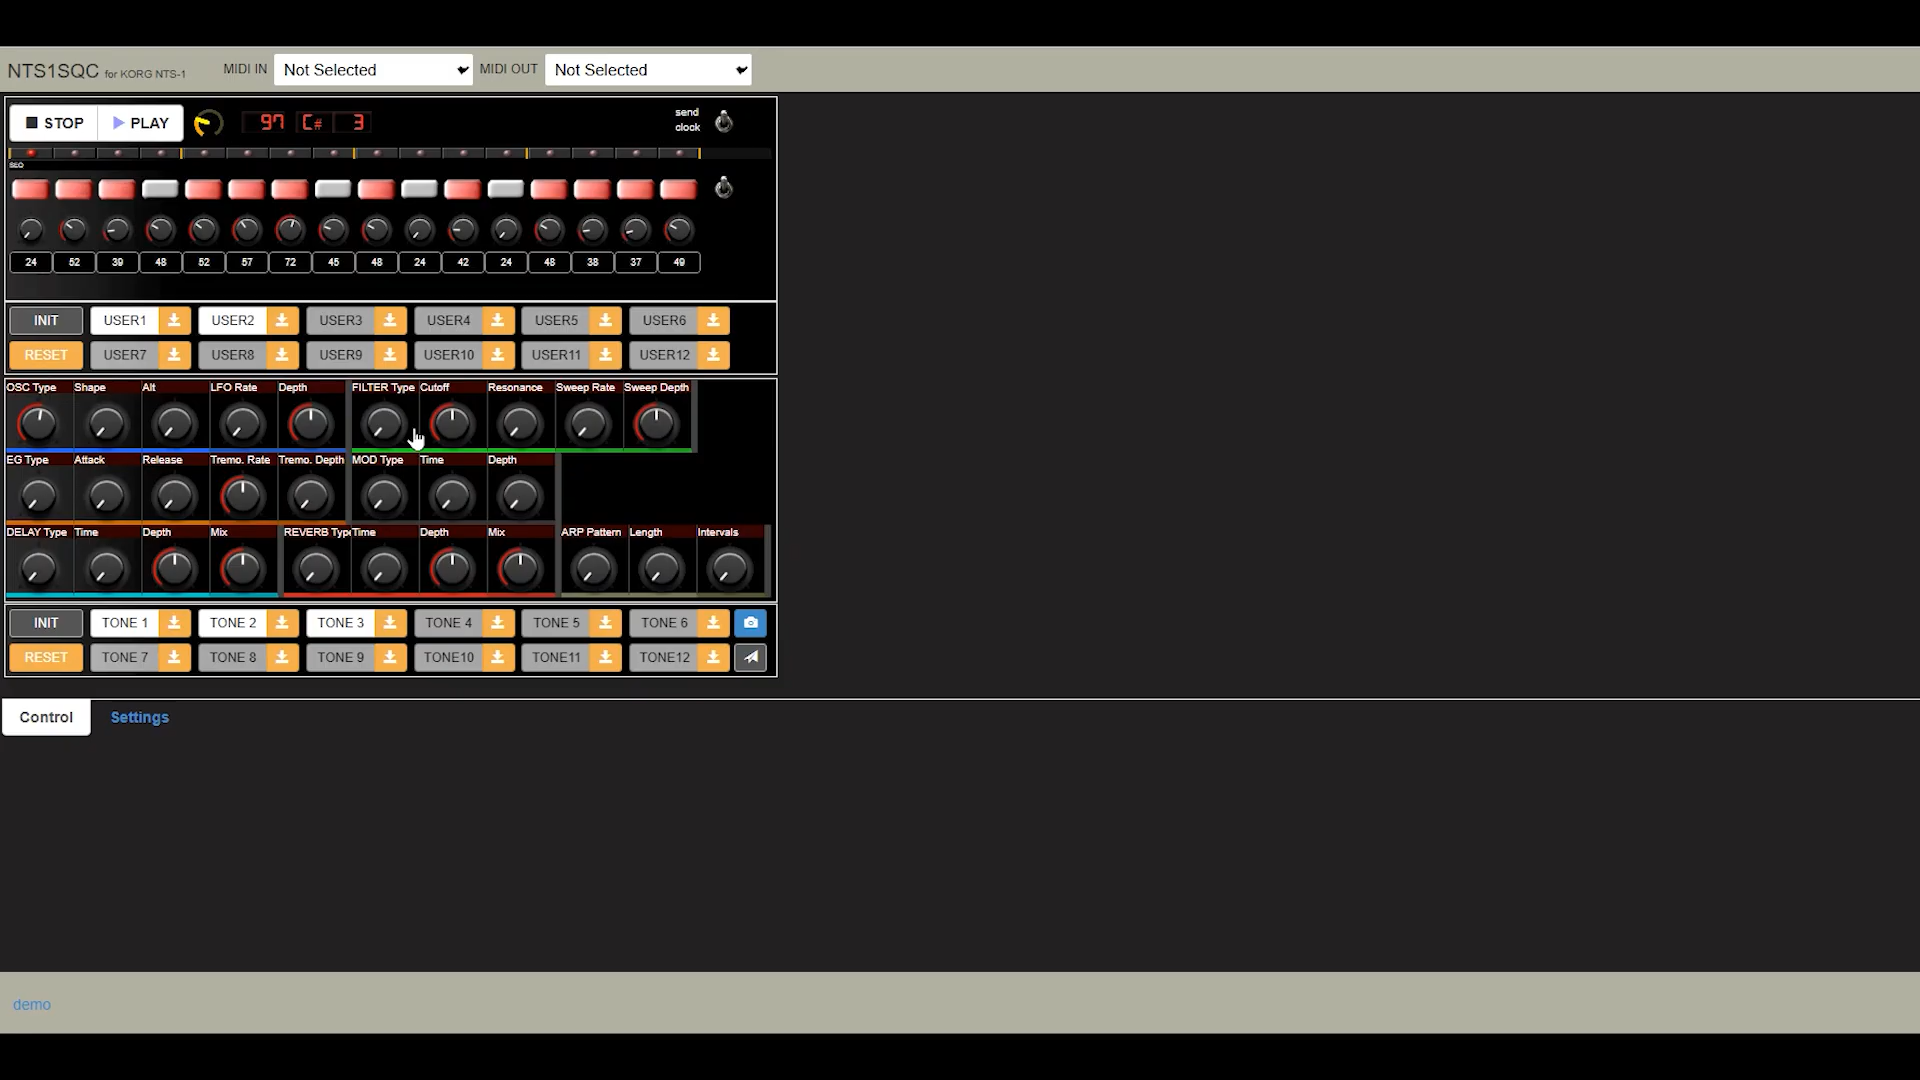 NTS1SQC for KORG NTS-1 MIDI IN Not Selected MIDI OUT Not Selected
STOP PLAY 97 C# 3 send clock
SEQ
24 52 39 48 52 57 72 45 48 24 42 24 48 38 37 49
INIT USER1 USER2 USER3 USER4 USER5 USER6
RESET USER7 USER8 USER9 USER10 USER11 USER12
OSC Type Shape Alt LFO Rate Depth FILTER Type Cutoff Resonance Sweep Rate Sweep Depth
EG Type Attack Release Tremo. Rate Tremo. Depth MOD Type Time Depth
DELAY Type Time Depth Mix REVERB Typ Time Depth Mix ARP Pattern Length Intervals
INIT TONE 1 TONE 2 TONE 3 TONE 4 TONE 5 TONE 6
RESET TONE 7 TONE 8 TONE 9 TONE10 TONE11 TONE12
Control Settings
demo